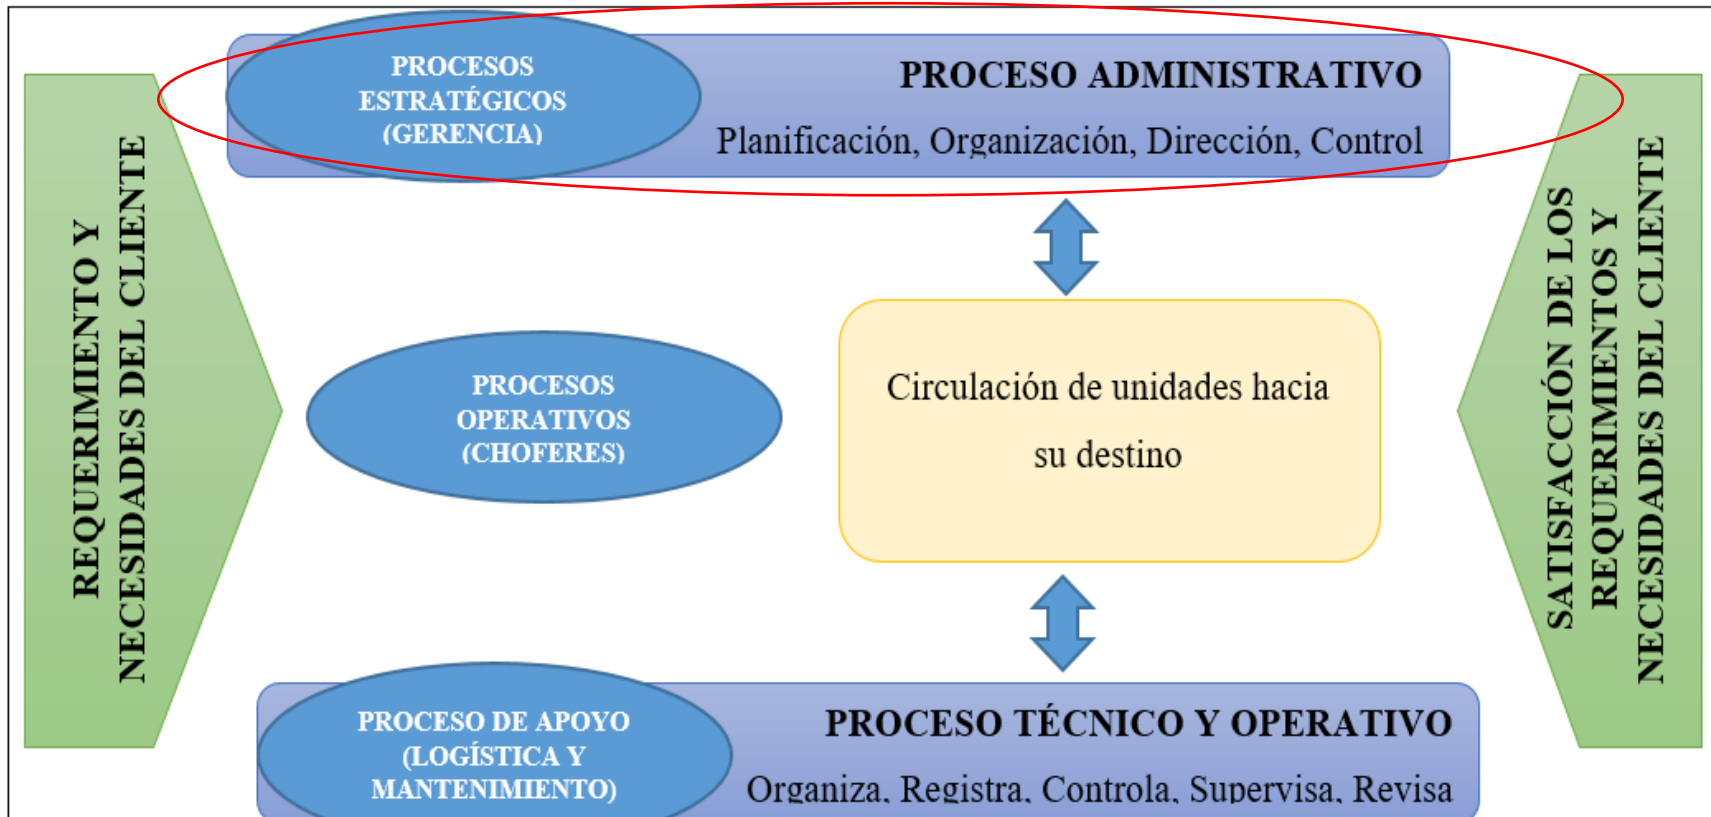 REQUERIMIENTO Y
NECESIDADES DEL CLIENTE
PROCESOS
ESTRATÉGICOS
(GERENCIA)
PROCESO ADMINISTRATIVO
Planificación, Organización, Dirección, Control
PROCESOS
OPERATIVOS
(CHOFERES)
Circulación de unidades hacia
su destino
PROCESO DE APOYO
(LOGÍSTICA Y
MANTENIMIENTO)
PROCESO TÉCNICO Y OPERATIVO
Organiza, Registra, Controla, Supervisa, Revisa
SATISFACCIÓN DE LOS
REQUERIMIENTOS Y
NECESIDADES DEL CLIENTE